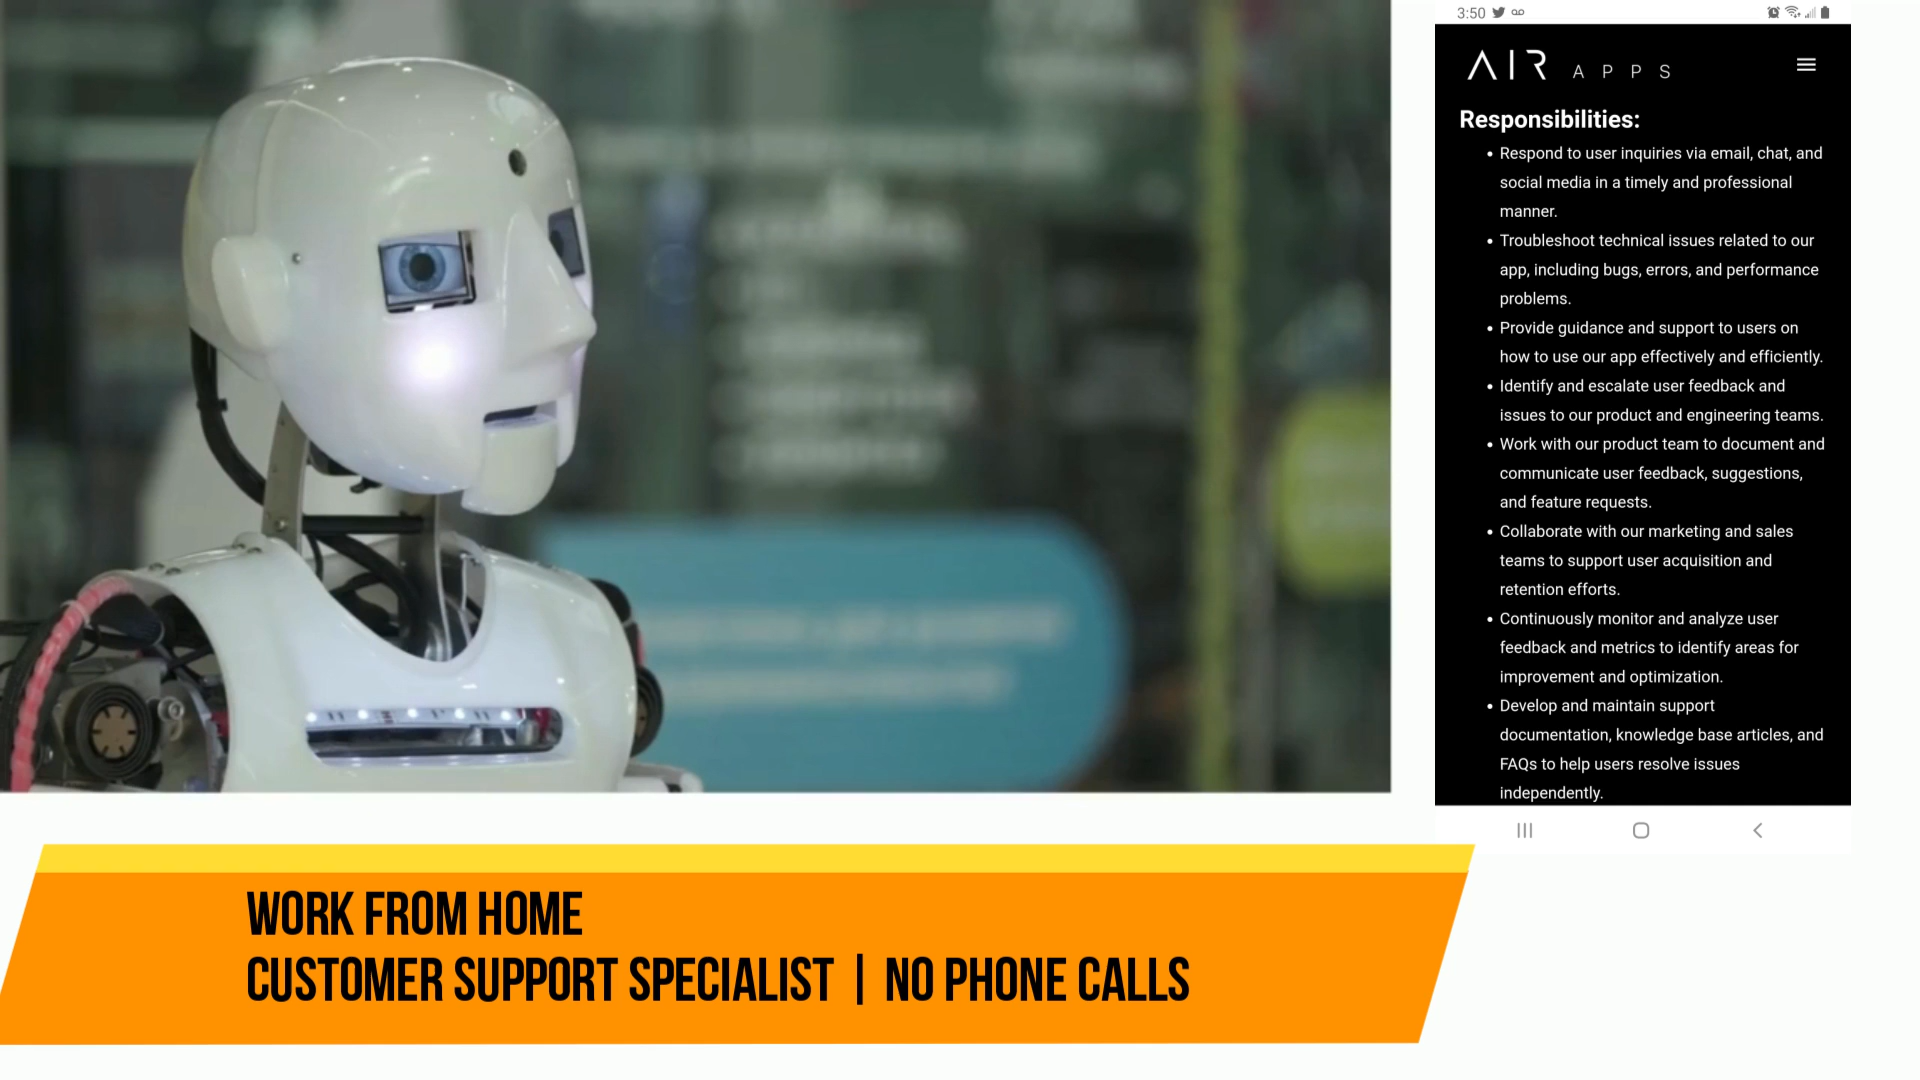 3:50
AIR APPS
Responsibilities:
• Respond to user inquiries via email, chat, and
social media in a timely and professional
manner.
• Troubleshoot technical issues related to our
app, including bugs, errors, and performance
problems.
• Provide guidance and support to users on
how to use our app effectively and efficiently.
• Identify and escalate user feedback and
issues to our product and engineering teams.
• Work with our product team to document and
communicate user feedback, suggestions,
and feature requests.
• Collaborate with our marketing and sales
teams to support user acquisition and
retention efforts.
• Continuously monitor and analyze user
feedback and metrics to identify areas for
improvement and optimization.
• Develop and maintain support
documentation, knowledge base articles, and
FAQs to help users resolve issues
independently.
WORK FROM HOME
CUSTOMER SUPPORT SPECIALIST | NO PHONE CALLS